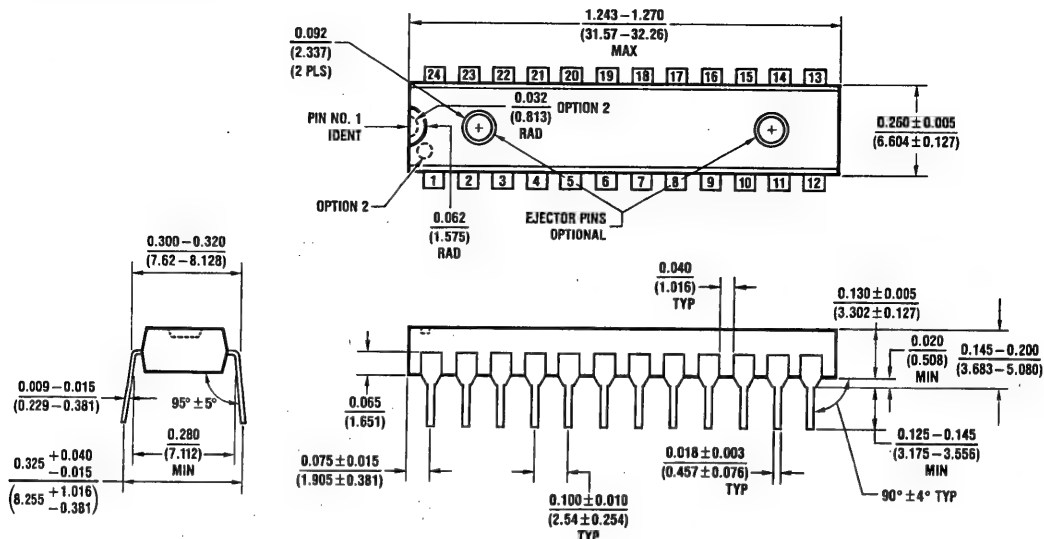 1.243–1.270
(31.57–32.26)
MAX
0.092
(2.337)
(2 PLS)
24 23 22 21 20 19 18 17 16 15 14 13
0.032
(0.813)
RAD
OPTION 2
PIN NO. 1
IDENT
0.260 ± 0.005
(6.604 ± 0.127)
1 2 3 4 5 6 7 8 9 10 11 12
OPTION 2
0.062
(1.575)
RAD
EJECTOR PINS
OPTIONAL
0.300–0.320
(7.62–8.128)
0.009–0.015
(0.229–0.381)
95° ± 5°
0.280
(7.112)
MIN
0.325 +0.040 −0.015
(8.255 +1.016 −0.381)
0.040
(1.016)
TYP
0.130 ± 0.005
(3.302 ± 0.127)
0.020
(0.508)
MIN
0.145–0.200
(3.683–5.080)
0.065
(1.651)
0.075 ± 0.015
(1.905 ± 0.381)
0.100 ± 0.010
(2.54 ± 0.254)
TYP
0.018 ± 0.003
(0.457 ± 0.076)
TYP
0.125–0.145
(3.175–3.556)
MIN
90° ± 4° TYP